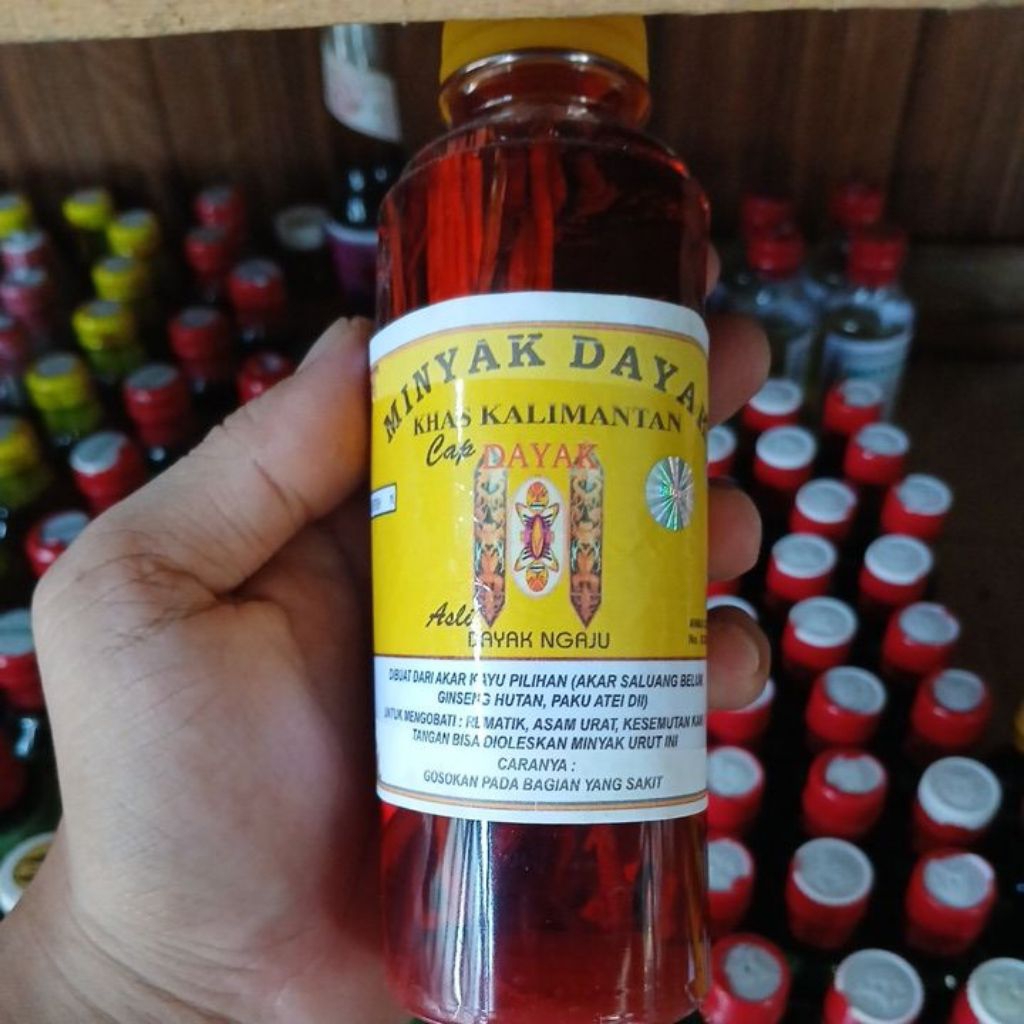 MINYAK DAYAK
KHAS KALIMANTAN
Cap DAYAK
Asli
DAYAK NGAJU
No.
DIBUAT DARI AKAR KAYU PILIHAN (AKAR SALUANG BELUM
GINSENG HUTAN, PAKU ATEI Dll)
UNTUK MENGOBATI : REMATIK, ASAM URAT, KESEMUTAN KAK
TANGAN BISA DIOLESKAN MINYAK URUT INI
CARANYA :
GOSOKAN PADA BAGIAN YANG SAKIT